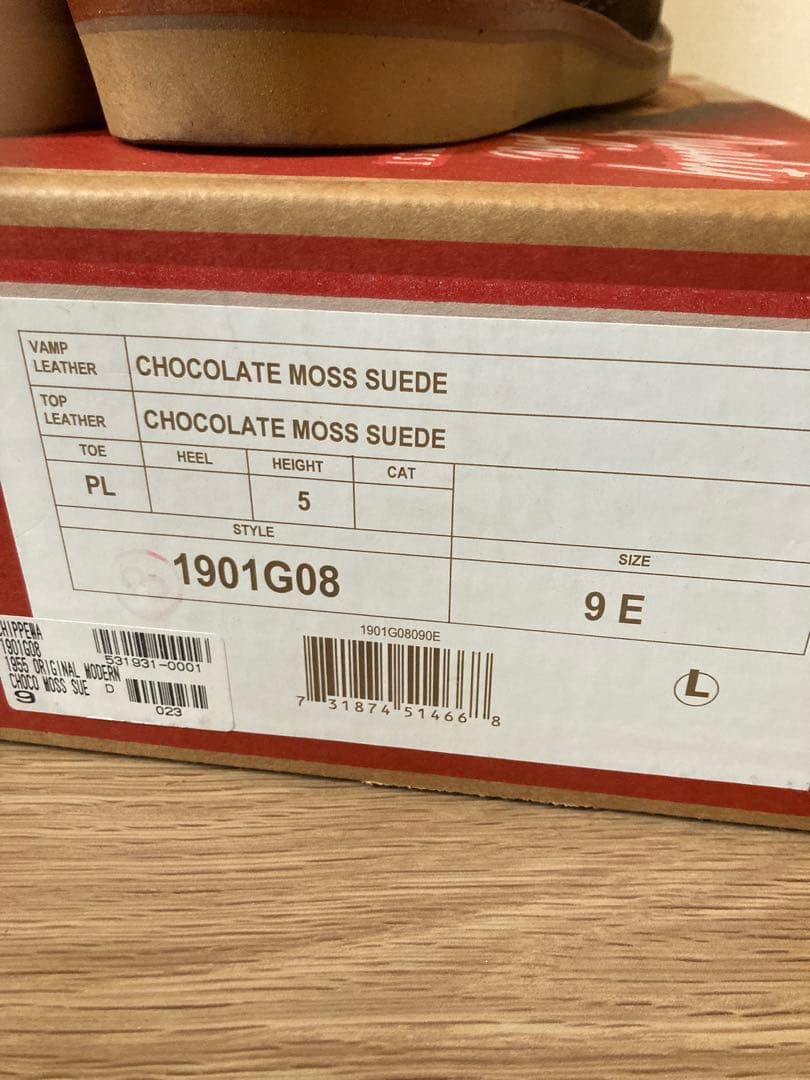 VAMP
LEATHER
CHOCOLATE MOSS SUEDE
TOP
LEATHER
CHOCOLATE MOSS SUEDE
TOE HEEL HEIGHT CAT
PL 5
STYLE SIZE
1901G08 9 E
1901G08090E
7 31874 51466 8
L
CHIPPEWA
1901G08
531931-0001
1955 ORIGINAL MODERN
CHOCO MOSS SUE D
9
023